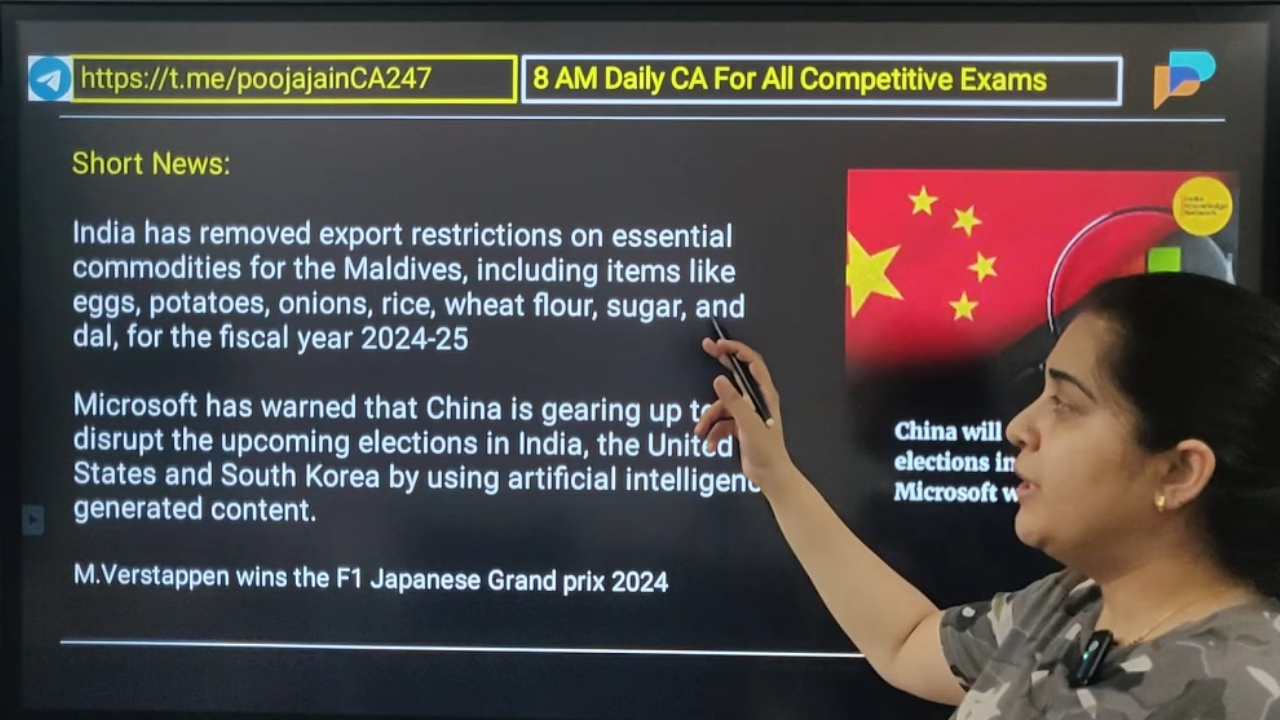 https://t.me/poojajainCA247
8 AM Daily CA For All Competitive Exams
Short News:
India has removed export restrictions on essential
commodities for the Maldives, including items like
eggs, potatoes, onions, rice, wheat flour, sugar, and
dal, for the fiscal year 2024-25
Microsoft has warned that China is gearing up to
disrupt the upcoming elections in India, the United
States and South Korea by using artificial intelligenc
generated content.
M.Verstappen wins the F1 Japanese Grand prix 2024
China will
elections in
Microsoft w